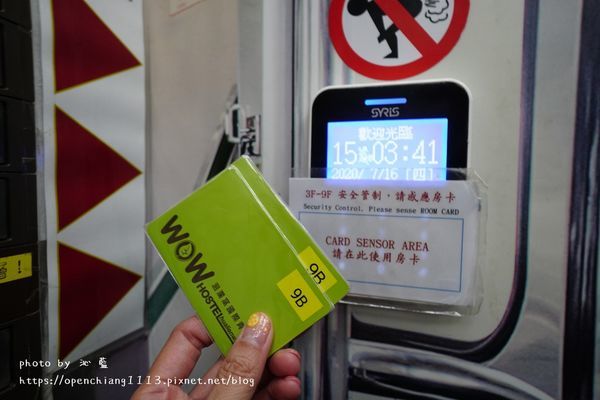 SYRIS
歡迎光臨
15:03:41
2020/ 7/16 [四]
3F-9F 安全管制，請感應房卡
Security Control. Please sense ROOM CARD
CARD SENSOR AREA
請在此使用房卡
WOW
HOSTEL
9B
9B
photo by 沁藍
https://openchiang1113.pixnet.net/blog